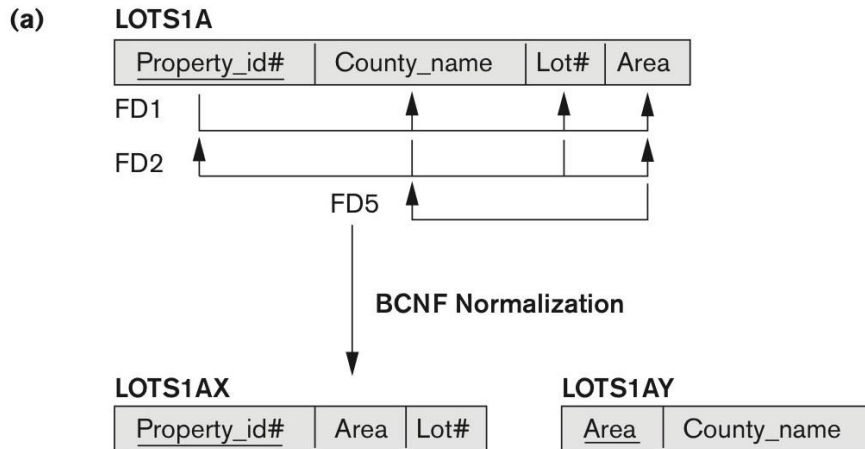 (a)
LOTS1A
Property_id# County_name Lot# Area
FD1
FD2
FD5
BCNF Normalization
LOTS1AX LOTS1AY
Property_id# Area Lot# Area County_name